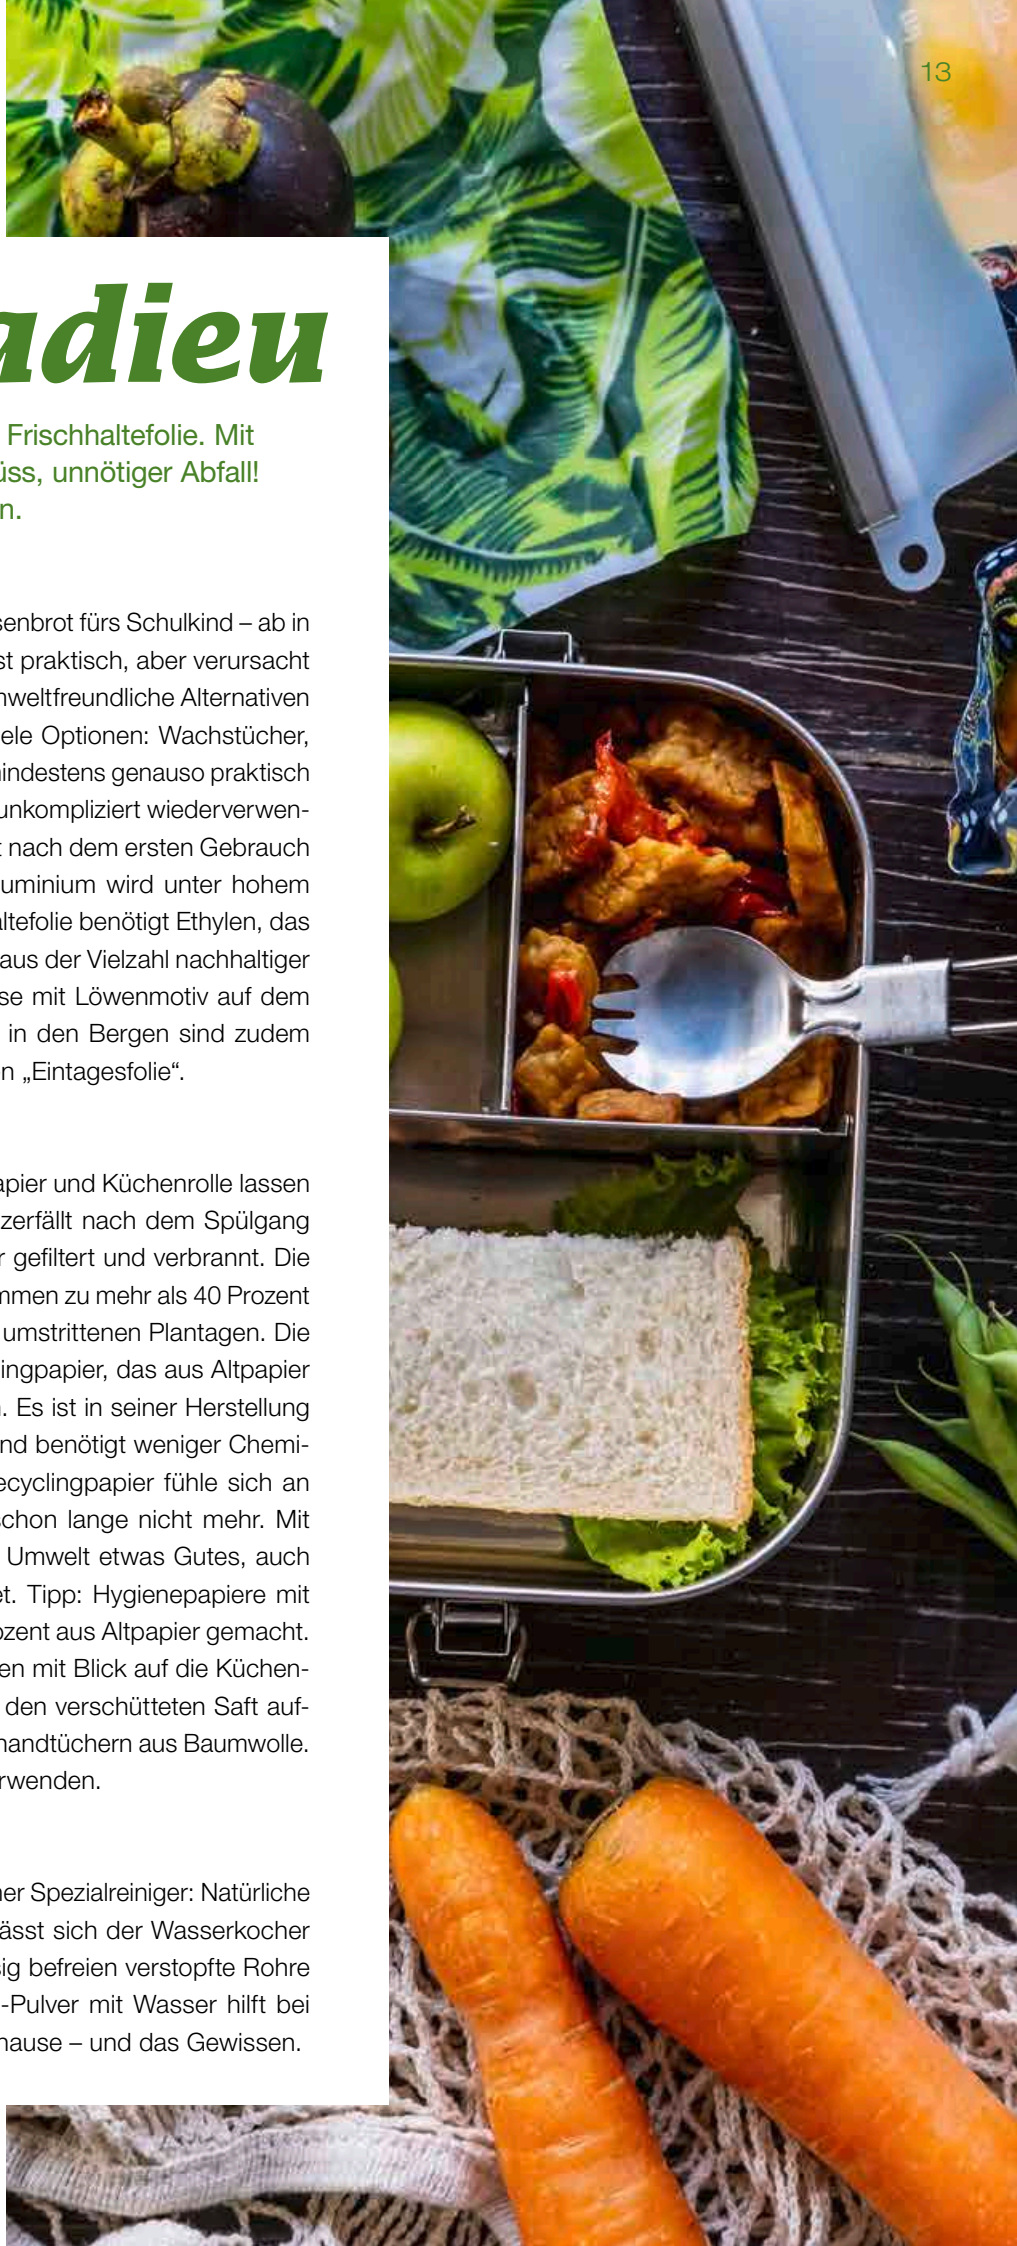 13
adieu
Frischhaltefolie. Mit
üss, unnötiger Abfall!
n.
senbrot fürs Schulkind – ab in
st praktisch, aber verursacht
nweltfreundliche Alternativen
ele Optionen: Wachstücher,
nindestens genauso praktisch
unkompliziert wiederverwen-
t nach dem ersten Gebrauch
uminium wird unter hohem
altefolie benötigt Ethylen, das
aus der Vielzahl nachhaltiger
se mit Löwenmotiv auf dem
in den Bergen sind zudem
n „Eintagesfolie“.
apier und Küchenrolle lassen
zerfällt nach dem Spülgang
r gefiltert und verbrannt. Die
mmen zu mehr als 40 Prozent
umstrittenen Plantagen. Die
ingpapier, das aus Altpapier
. Es ist in seiner Herstellung
nd benötigt weniger Chemi-
ecyclingpapier fühle sich an
schon lange nicht mehr. Mit
Umwelt etwas Gutes, auch
et. Tipp: Hygienepapiere mit
ozent aus Altpapier gemacht.
en mit Blick auf die Küchen-
den verschütteten Saft auf-
handtüchern aus Baumwolle.
rwenden.
ner Spezialreiniger: Natürliche
ässt sich der Wasserkocher
sig befreien verstopfte Rohre
-Pulver mit Wasser hilft bei
hause – und das Gewissen.